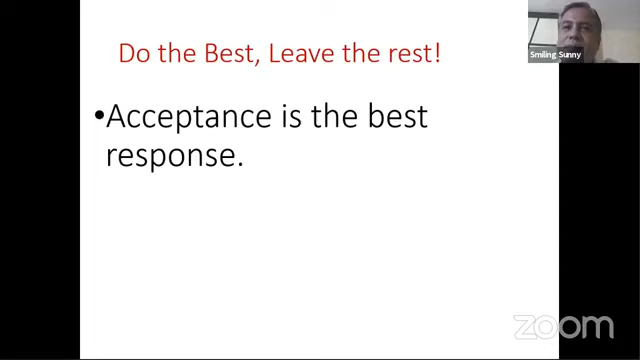 Do the Best, Leave the rest!
•Acceptance is the best
response.
Smiling Sunny
zoom